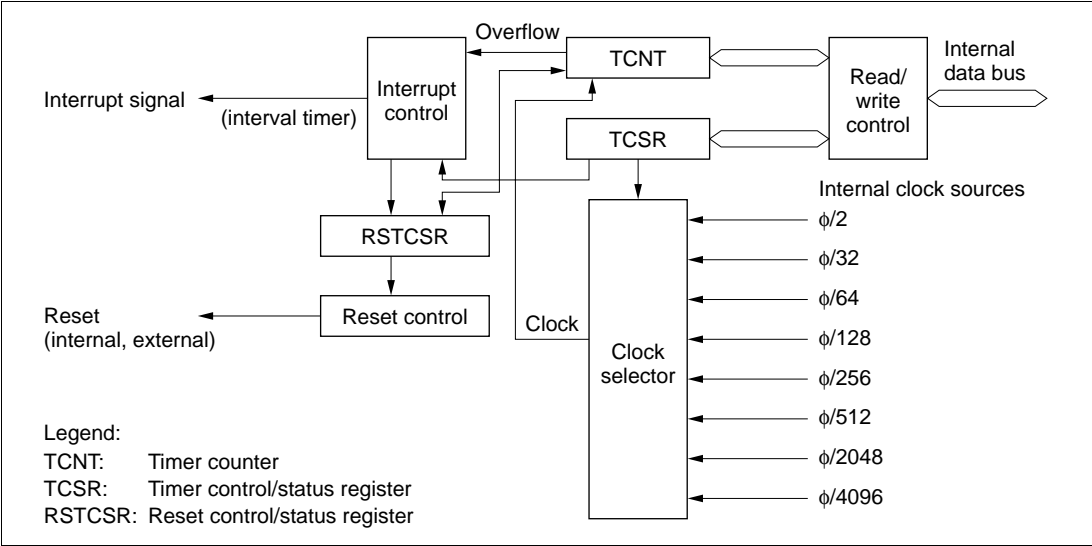 Overflow
TCNT
Internal
data bus
Read/
write
control
Interrupt
control
Interrupt signal
(interval timer)
TCSR
Internal clock sources
RSTCSR
ϕ/2
ϕ/32
ϕ/64
Reset
(internal, external)
Reset control
Clock
ϕ/128
Clock
selector
ϕ/256
ϕ/512
ϕ/2048
ϕ/4096
Legend:
TCNT: Timer counter
TCSR: Timer control/status register
RSTCSR: Reset control/status register